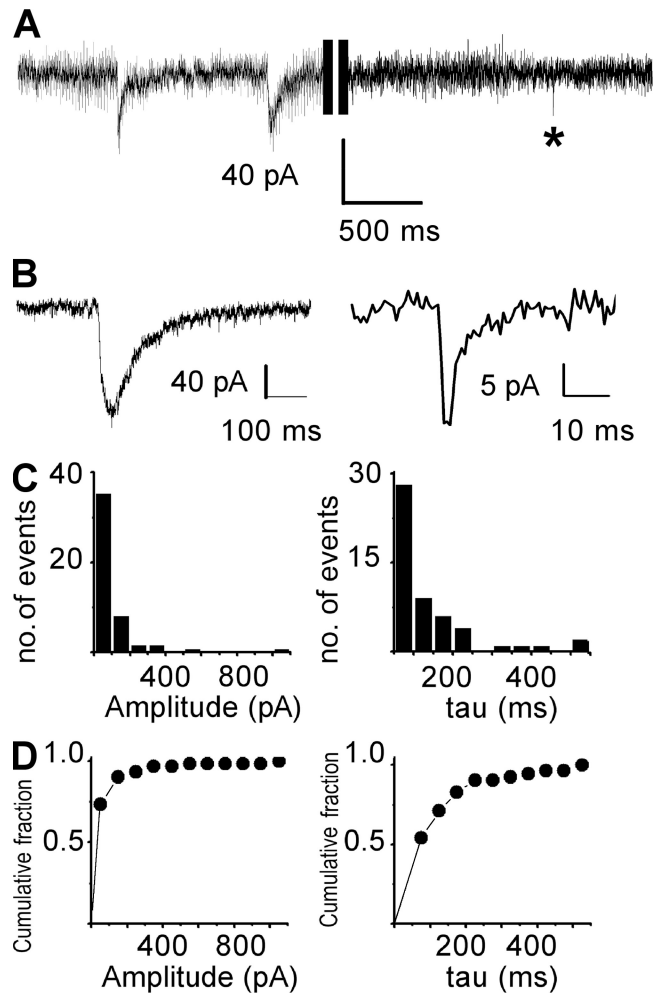 A
40 pA
*
500 ms
B
40 pA
100 ms
5 pA
10 ms
C
40
20
no. of events
400 800
Amplitude (pA)
30
15
no. of events
200 400
tau (ms)
D
1.0
0.5
Cumulative fraction
400 800
Amplitude (pA)
1.0
0.5
Cumulative fraction
200 400
tau (ms)